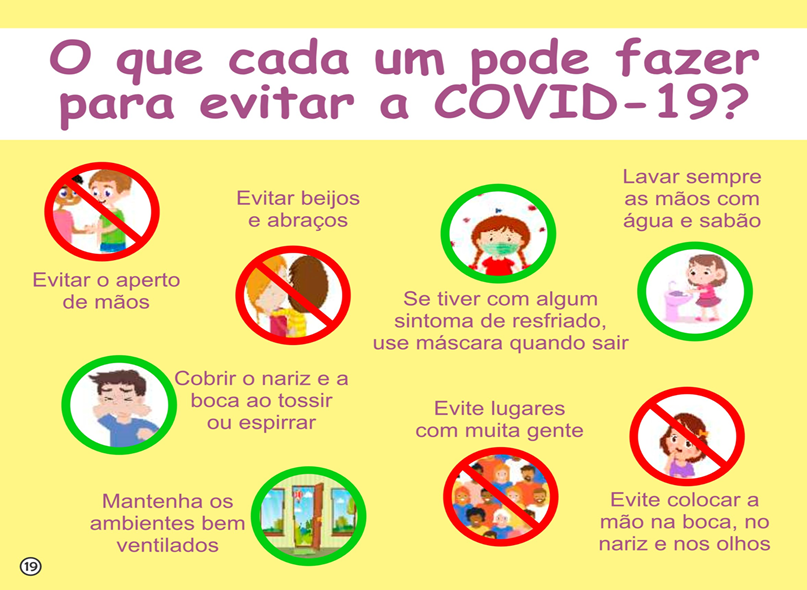 O que cada um pode fazer
para evitar a COVID-19?
Evitar o aperto
de mãos
Evitar beijos
e abraços
Se tiver com algum
sintoma de resfriado,
use máscara quando sair
Lavar sempre
as mãos com
água e sabão
Cobrir o nariz e a
boca ao tossir
ou espirrar
Mantenha os
ambientes bem
ventilados
Evite lugares
com muita gente
Evite colocar a
mão na boca, no
nariz e nos olhos
19